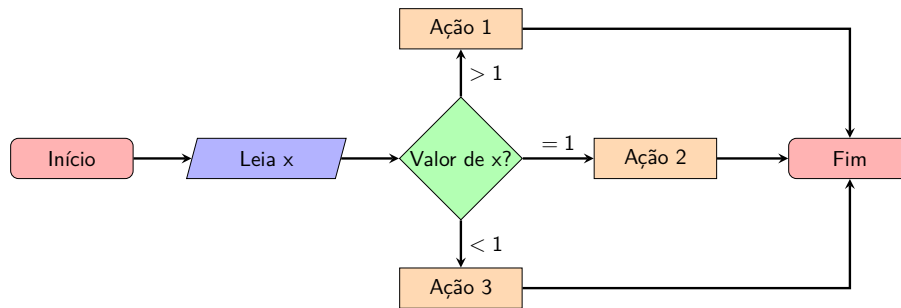 Ação 1
> 1
Início
Leia x
Valor de x?
= 1
Ação 2
Fim
< 1
Ação 3